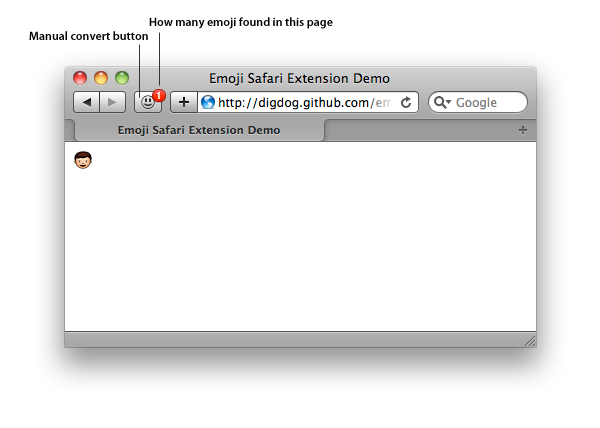 How many emoji found in this page
Manual convert button
Emoji Safari Extension Demo
1
http://digdog.github.com/em
Google
Emoji Safari Extension Demo